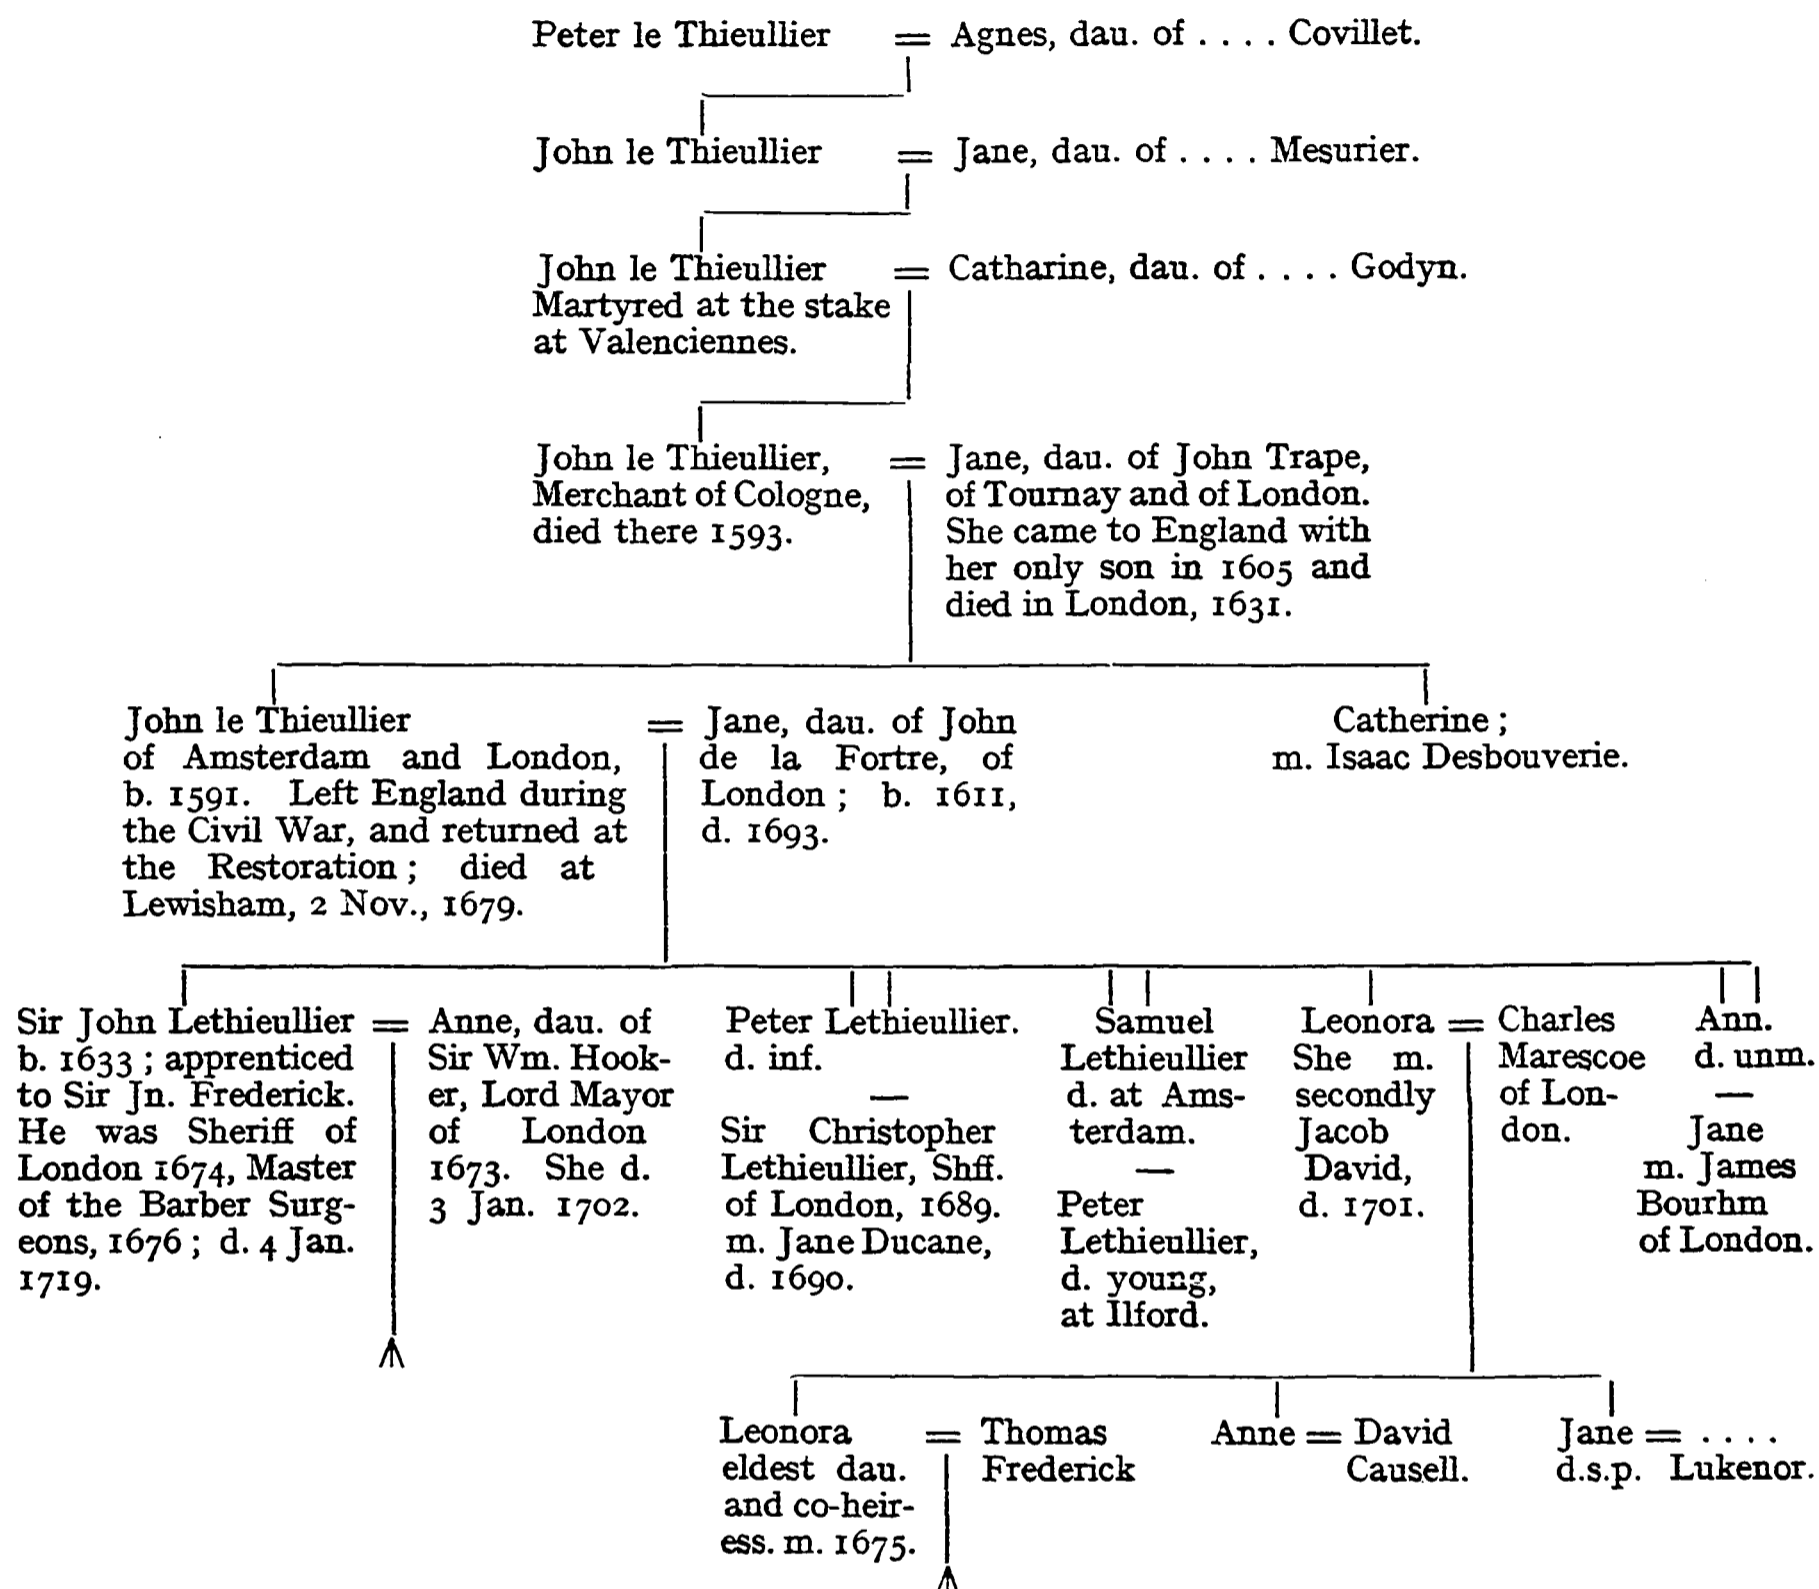 Peter le Thieullier = Agnes, dau. of . . . . Covillet.
John le Thieullier = Jane, dau. of . . . . Mesurier.
John le Thieullier = Catharine, dau. of . . . . Godyn.
Martyred at the stake
at Valenciennes.
John le Thieullier,
Merchant of Cologne,
died there 1593.
=
Jane, dau. of John Trape,
of Tournay and of London.
She came to England with
her only son in 1605 and
died in London, 1631.
John le Thieullier
of Amsterdam and London,
b. 1591. Left England during
the Civil War, and returned at
the Restoration ; died at
Lewisham, 2 Nov., 1679.
=
Jane, dau. of John
de la Fortre, of
London ; b. 1611,
d. 1693.
Catherine ;
m. Isaac Desbouverie.
Sir John Lethieullier
b. 1633 ; apprenticed
to Sir Jn. Frederick.
He was Sheriff of
London 1674, Master
of the Barber Surg-
eons, 1676 ; d. 4 Jan.
1719.
=
Anne, dau. of
Sir Wm. Hook-
er, Lord Mayor
of London
1673. She d.
3 Jan. 1702.
Peter Lethieullier.
d. inf.
—
Sir Christopher
Lethieullier, Shff.
of London, 1689.
m. Jane Ducane,
d. 1690.
Samuel
Lethieullier
d. at Ams-
terdam.
—
Peter
Lethieullier,
d. young,
at Ilford.
Leonora
She m.
secondly
Jacob
David,
d. 1701.
=
Charles
Marescoe
of Lon-
don.
Ann.
d. unm.
—
Jane
m. James
Bourhm
of London.
Leonora
eldest dau.
and co-heir-
ess. m. 1675.
=
Thomas
Frederick
Anne = David
Causell.
Jane = . . . .
d.s.p. Lukenor.